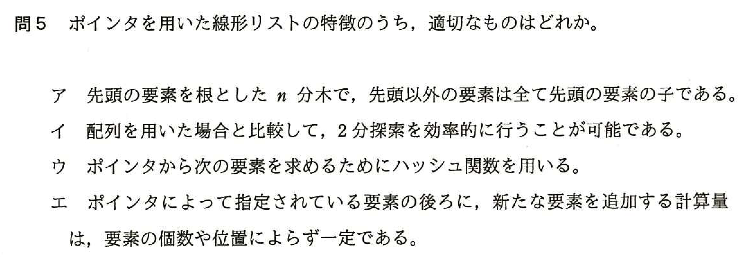 問5 ポインタを用いた線形リストの特徴のうち，適切なものはどれか。
ア 先頭の要素を根とした n 分木で，先頭以外の要素は全て先頭の要素の子である。
イ 配列を用いた場合と比較して，2分探索を効率的に行うことが可能である。
ウ ポインタから次の要素を求めるためにハッシュ関数を用いる。
エ ポインタによって指定されている要素の後ろに，新たな要素を追加する計算量
は，要素の個数や位置によらず一定である。